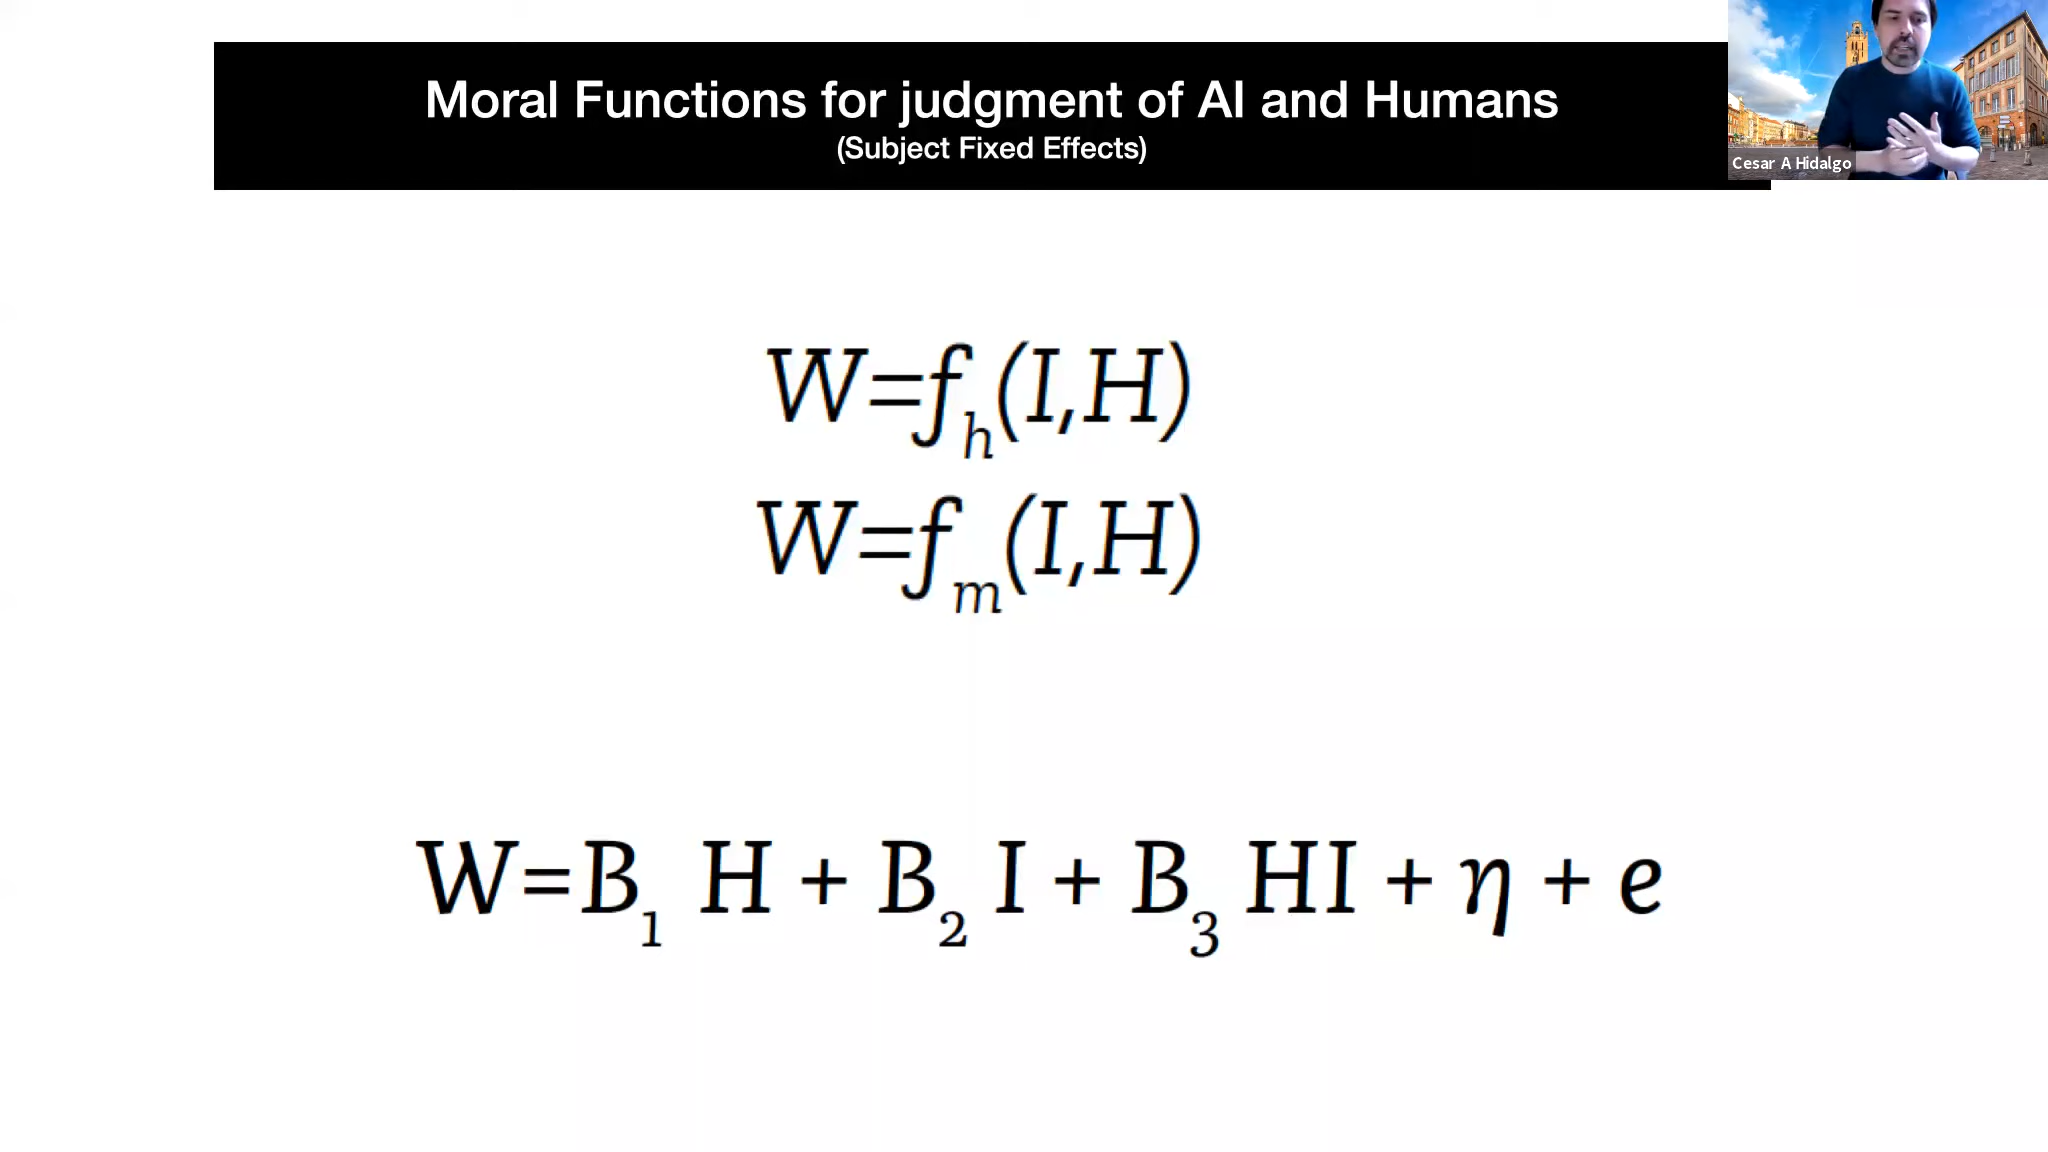 Moral Functions for judgment of AI and Humans
(Subject Fixed Effects)
Cesar A Hidalgo
W=fₕ(I,H)
W=fₘ(I,H)
W=B₁ H + B₂ I + B₃ HI + η + e